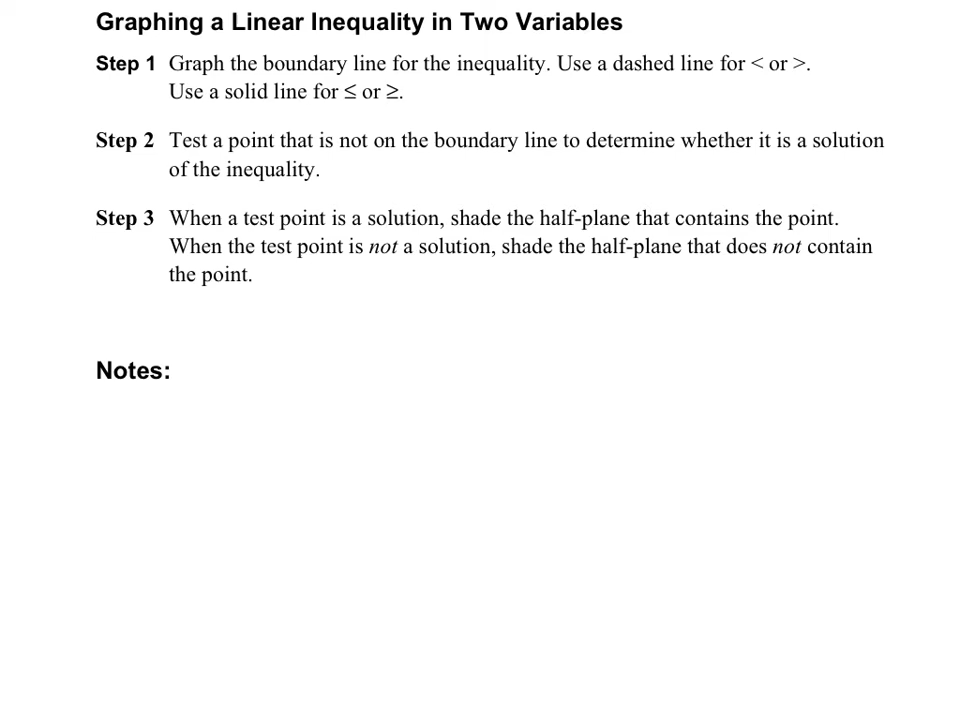 Graphing a Linear Inequality in Two Variables
Step 1 Graph the boundary line for the inequality. Use a dashed line for < or >.
Use a solid line for ≤ or ≥.
Step 2 Test a point that is not on the boundary line to determine whether it is a solution
of the inequality.
Step 3 When a test point is a solution, shade the half-plane that contains the point.
When the test point is not a solution, shade the half-plane that does not contain
the point.
Notes: